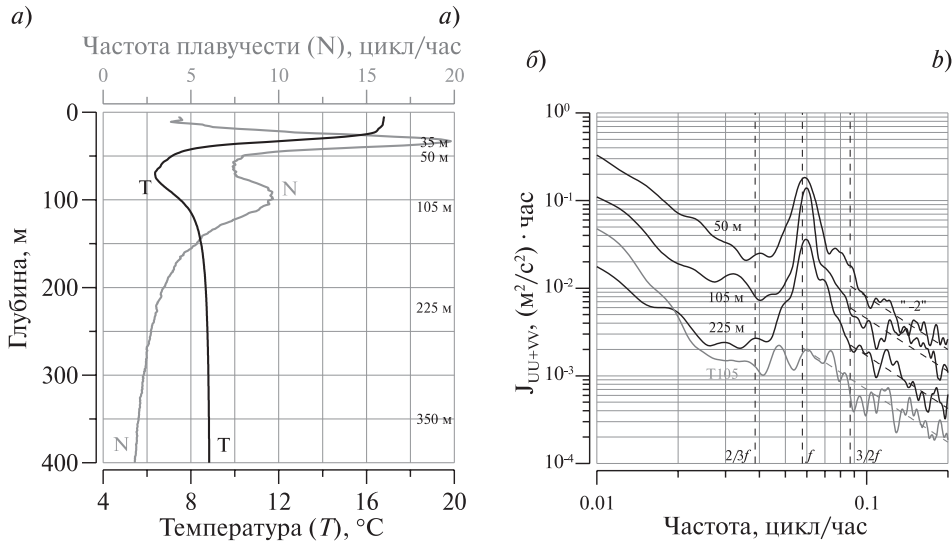 а) а)
Частота плавучести (N), цикл/час
0 5 10 15 20
0
35 м
50 м
T N
100
105 м
200
225 м
300
350 м
N T
400
4 8 12 16 20
Температура (T), °C
Глубина, м
б) b)
10⁰
10⁻¹
50 м
10⁻²
"-2"
105 м
225 м
T105
10⁻³
2/3f f 3/2f
10⁻⁴
0.01 0.1
Частота, цикл/час
J_UU+VV, (м²/с²) · час